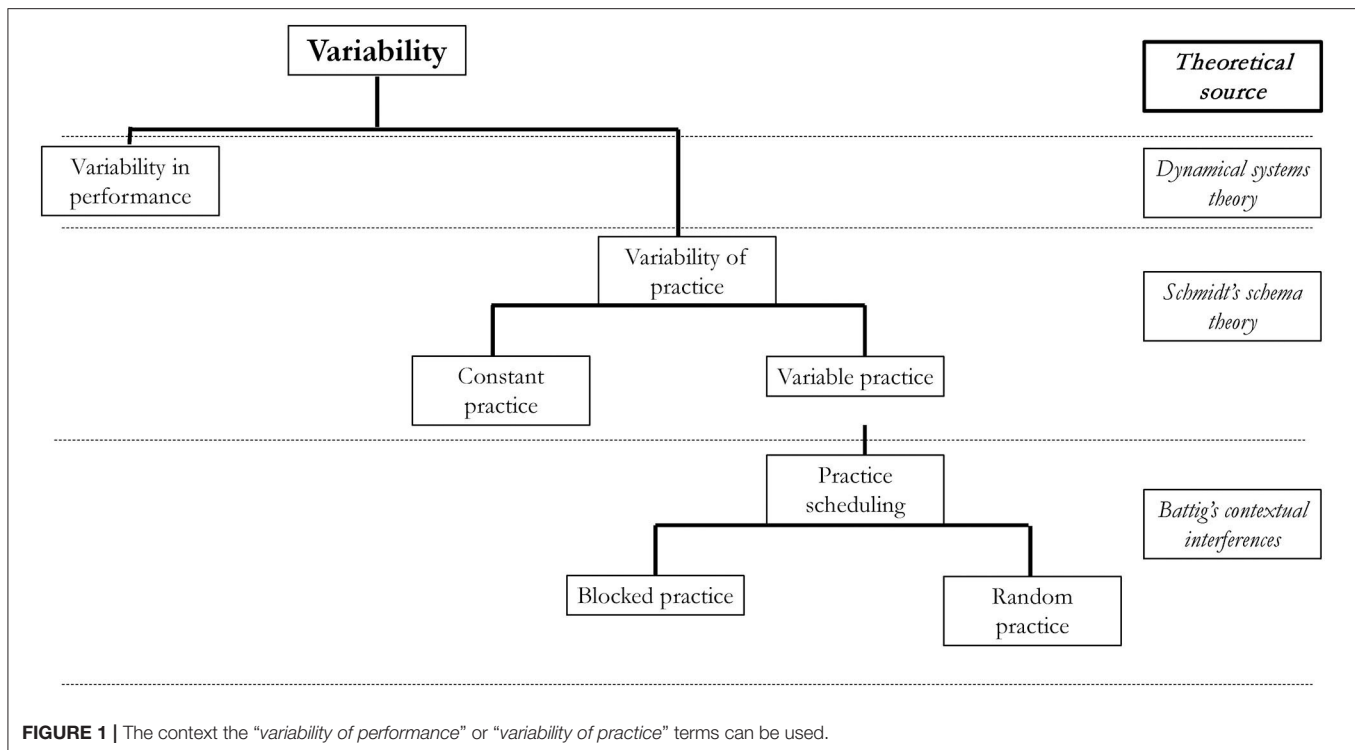 Variability
Theoretical
source
Variability in
performance
Dynamical systems
theory
Variability of
practice
Schmidt's schema
theory
Constant
practice
Variable practice
Practice
scheduling
Battig's contextual
interferences
Blocked practice
Random
practice
FIGURE 1 | The context the “variability of performance” or “variability of practice” terms can be used.